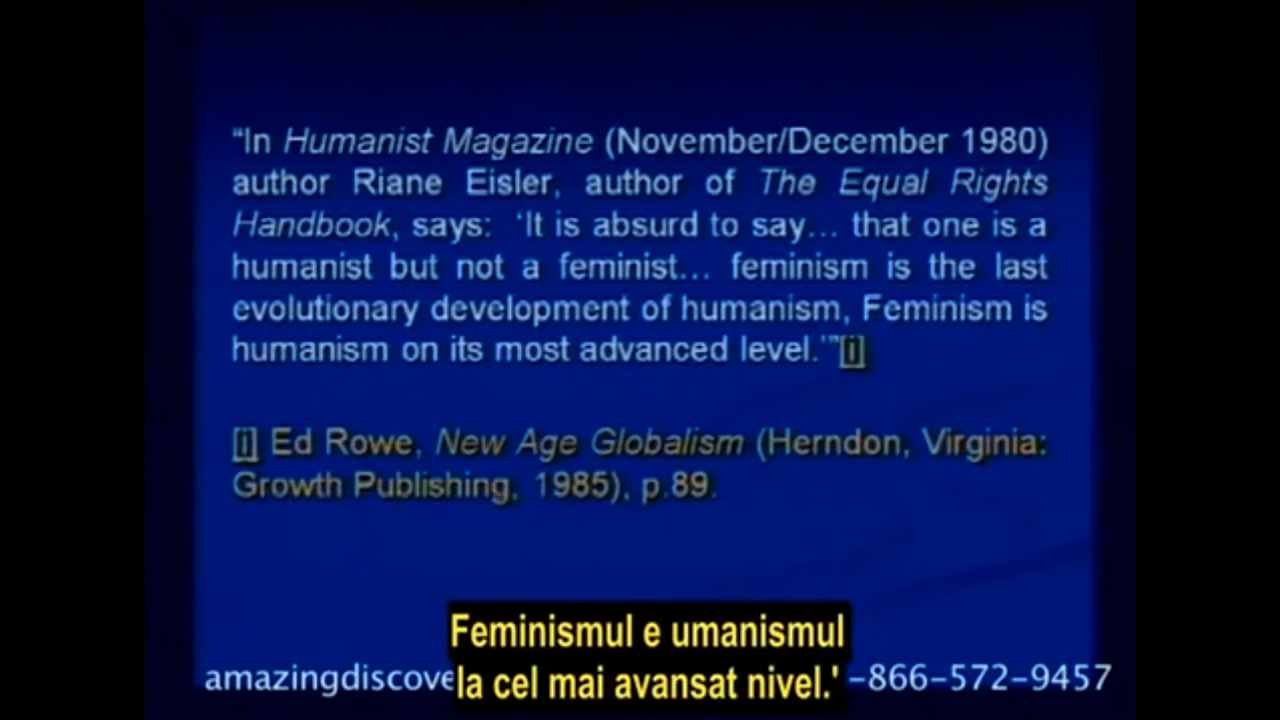 “In Humanist Magazine (November/December 1980)
author Riane Eisler, author of The Equal Rights
Handbook, says: ‘It is absurd to say… that one is a
humanist but not a feminist… feminism is the last
evolutionary development of humanism, Feminism is
humanism on its most advanced level.’”[i]
[i] Ed Rowe, New Age Globalism (Herndon, Virginia:
Growth Publishing, 1985), p.89.
Feminismul e umanismul
la cel mai avansat nivel.'
amazingdiscove –866–572–9457